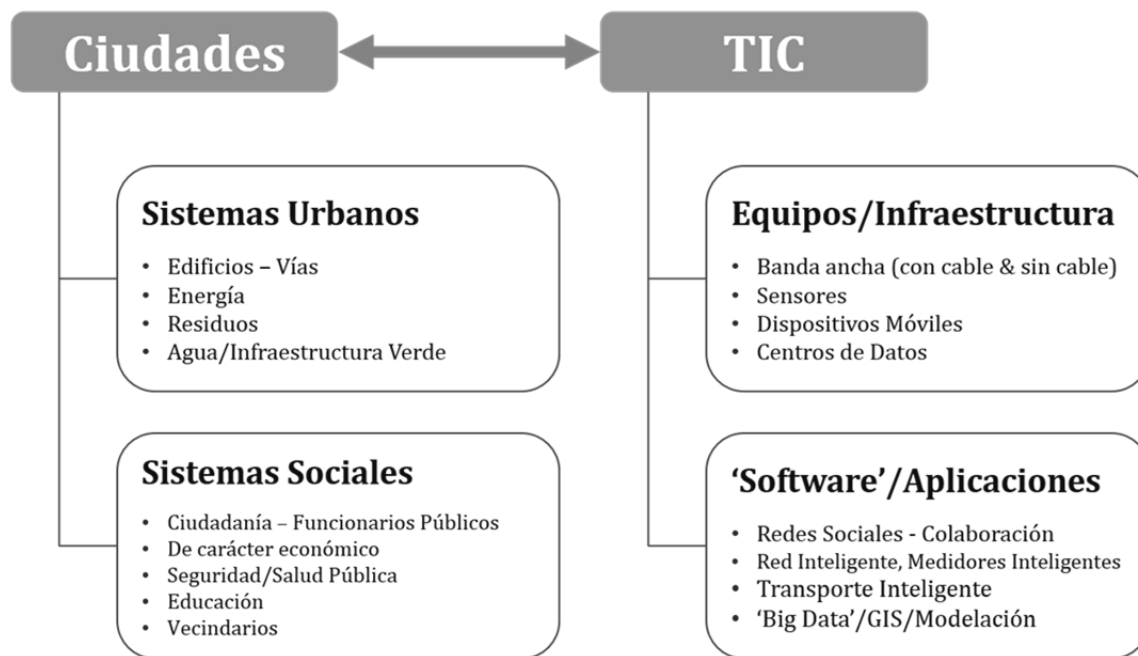 Ciudades
TIC
Sistemas Urbanos
• Edificios – Vías
• Energía
• Residuos
• Agua/Infraestructura Verde
Sistemas Sociales
• Ciudadanía – Funcionarios Públicos
• De carácter económico
• Seguridad/Salud Pública
• Educación
• Vecindarios
Equipos/Infraestructura
• Banda ancha (con cable & sin cable)
• Sensores
• Dispositivos Móviles
• Centros de Datos
‘Software’/Aplicaciones
• Redes Sociales - Colaboración
• Red Inteligente, Medidores Inteligentes
• Transporte Inteligente
• ‘Big Data’/GIS/Modelación